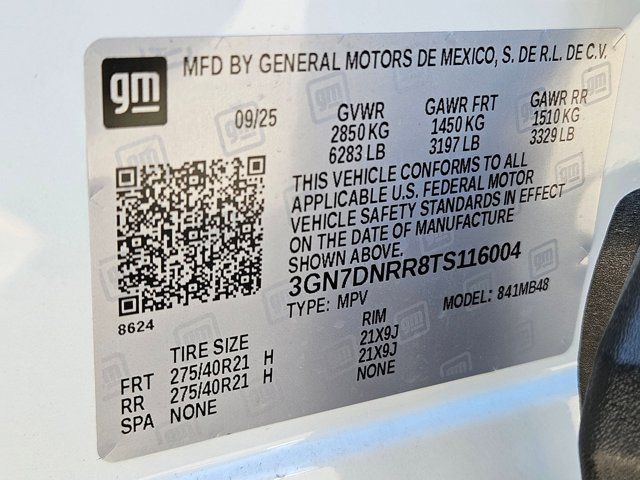 gm
MFD BY GENERAL MOTORS DE MEXICO, S. DE R.L. DE C.V.
09/25 GVWR GAWR FRT GAWR RR
2850 KG 1450 KG 1510 KG
6283 LB 3197 LB 3329 LB
THIS VEHICLE CONFORMS TO ALL
APPLICABLE U.S. FEDERAL MOTOR
VEHICLE SAFETY STANDARDS IN EFFECT
ON THE DATE OF MANUFACTURE
SHOWN ABOVE.
3GN7DNRR8TS116004
8624 TYPE: MPV MODEL: 841MB48
TIRE SIZE RIM
FRT 275/40R21 H 21X9J
RR 275/40R21 H 21X9J
SPA NONE NONE